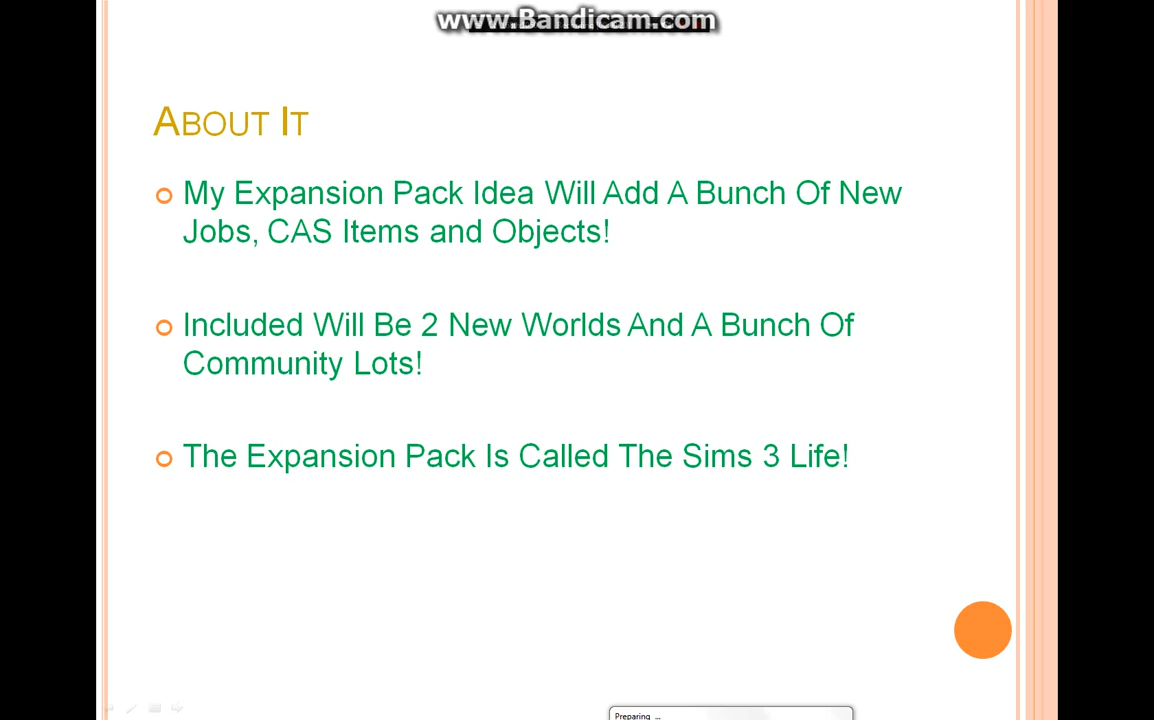 www.Bandicam.com
About It
My Expansion Pack Idea Will Add A Bunch Of New
Jobs, CAS Items and Objects!
Included Will Be 2 New Worlds And A Bunch Of
Community Lots!
The Expansion Pack Is Called The Sims 3 Life!
Preparing ...